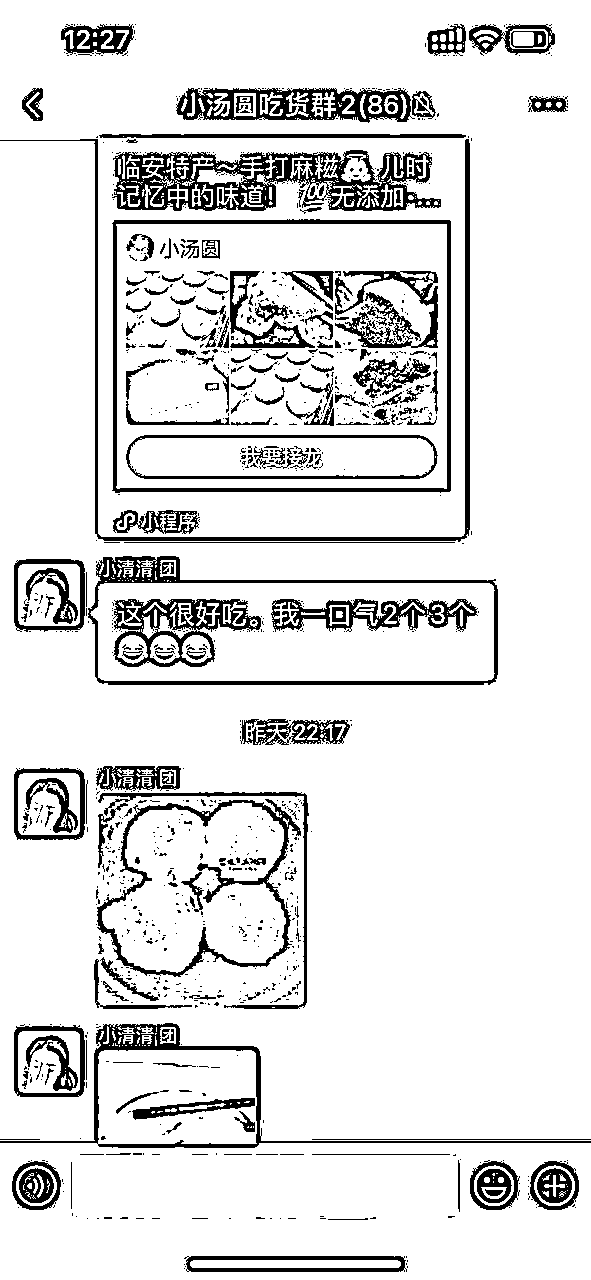 12:27
小汤圆吃货群2(86)
临安特产~手打麻糍😇儿时
记忆中的味道！💯无添加·...
小汤圆
我要接龙
小程序
小清清团
这个很好吃。我一口气2个3个
😄😄😄
昨天 22:17
小清清团
小清清团